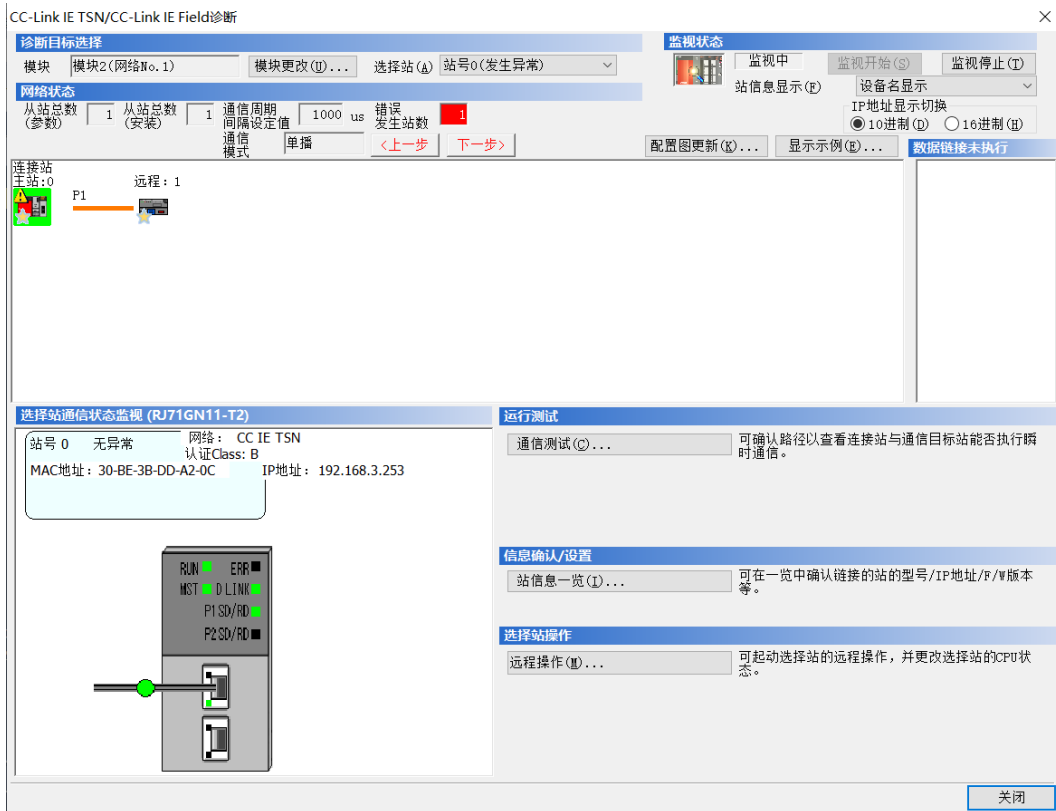 CC-Link IE TSN/CC-Link IE Field诊断
诊断目标选择
模块 模块2(网络No.1) 模块更改(U)... 选择站(A) 站号0(发生异常)
监视状态
监视中 监视开始(S) 监视停止(T)
站信息显示(F) 设备名显示
IP地址显示切换
10进制(D) 16进制(H)
网络状态
从站总数
(参数) 1
从站总数
(安装) 1
通信周期
间隔设定值 1000 us
错误
发生站数 1
通信
模式 单播
<上一步 下一步>
配置图更新(K)... 显示示例(E)...
数据链接未执行
连接站
主站:0 远程: 1
P1
选择站通信状态监视 (RJ71GN11-T2)
站号 0 无异常 网络: CC IE TSN
认证Class: B
MAC地址: 30-BE-3B-DD-A2-0C IP地址: 192.168.3.253
RUN ERR
MST D LINK
P1 SD/RD
P2 SD/RD
运行测试
通信测试(C)... 可确认路径以查看连接站与通信目标站能否执行瞬
时通信。
信息确认/设置
站信息一览(I)... 可在一览中确认链接的站的型号/IP地址/F/W版本
等。
选择站操作
远程操作(M)... 可起动选择站的远程操作，并更改选择站的CPU状
态。
关闭